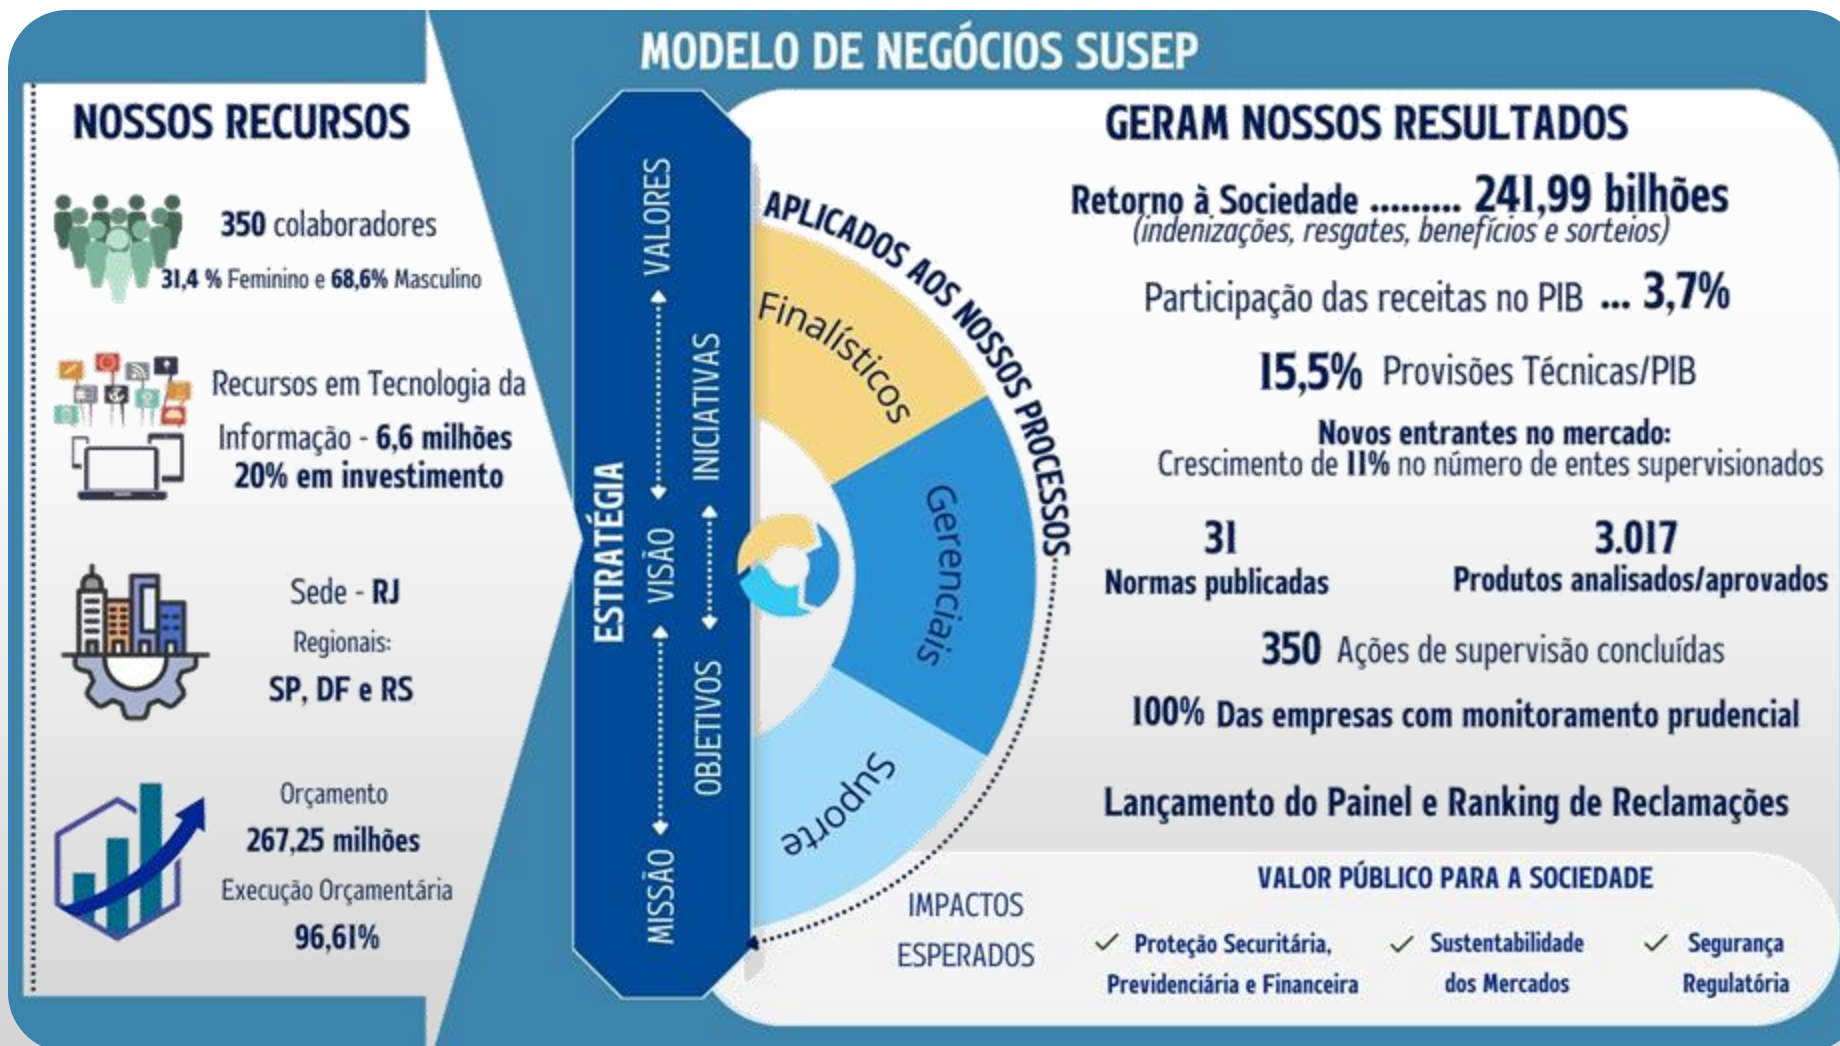 MODELO DE NEGÓCIOS SUSEP
NOSSOS RECURSOS
350 colaboradores
31,4 % Feminino e 68,6% Masculino
Recursos em Tecnologia da
Informação - 6,6 milhões
20% em investimento
Sede - RJ
Regionais:
SP, DF e RS
Orçamento
267,25 milhões
Execução Orçamentária
96,61%
ESTRATÉGIA
MISSÃO
VISÃO
VALORES
OBJETIVOS
INICIATIVAS
APLICADOS AOS NOSSOS PROCESSOS
Finalísticos
Gerenciais
Suporte
GERAM NOSSOS RESULTADOS
Retorno à Sociedade ......... 241,99 bilhões
(indenizações, resgates, benefícios e sorteios)
Participação das receitas no PIB ... 3,7%
15,5% Provisões Técnicas/PIB
Novos entrantes no mercado:
Crescimento de 11% no número de entes supervisionados
31
Normas publicadas
3.017
Produtos analisados/aprovados
350 Ações de supervisão concluídas
100% Das empresas com monitoramento prudencial
Lançamento do Painel e Ranking de Reclamações
IMPACTOS
ESPERADOS
VALOR PÚBLICO PARA A SOCIEDADE
Proteção Securitária,
Previdenciária e Financeira
Sustentabilidade
dos Mercados
Segurança
Regulatória